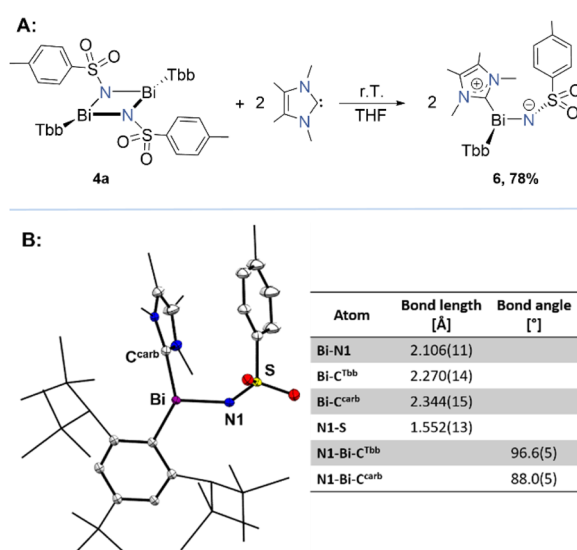 A:
O
O S
Tbb
N Bi
Bi N
Tbb
S O
O
4a
+ 2
N
N
r.T.
THF
2
N
N
+
Bi
Tbb
N
−
S O
O
6, 78%
B:
C^carb
Bi
N1
S
Atom Bond length [Å] Bond angle [°]
Bi-N1 2.106(11)
Bi-C^Tbb 2.270(14)
Bi-C^carb 2.344(15)
N1-S 1.552(13)
N1-Bi-C^Tbb 96.6(5)
N1-Bi-C^carb 88.0(5)